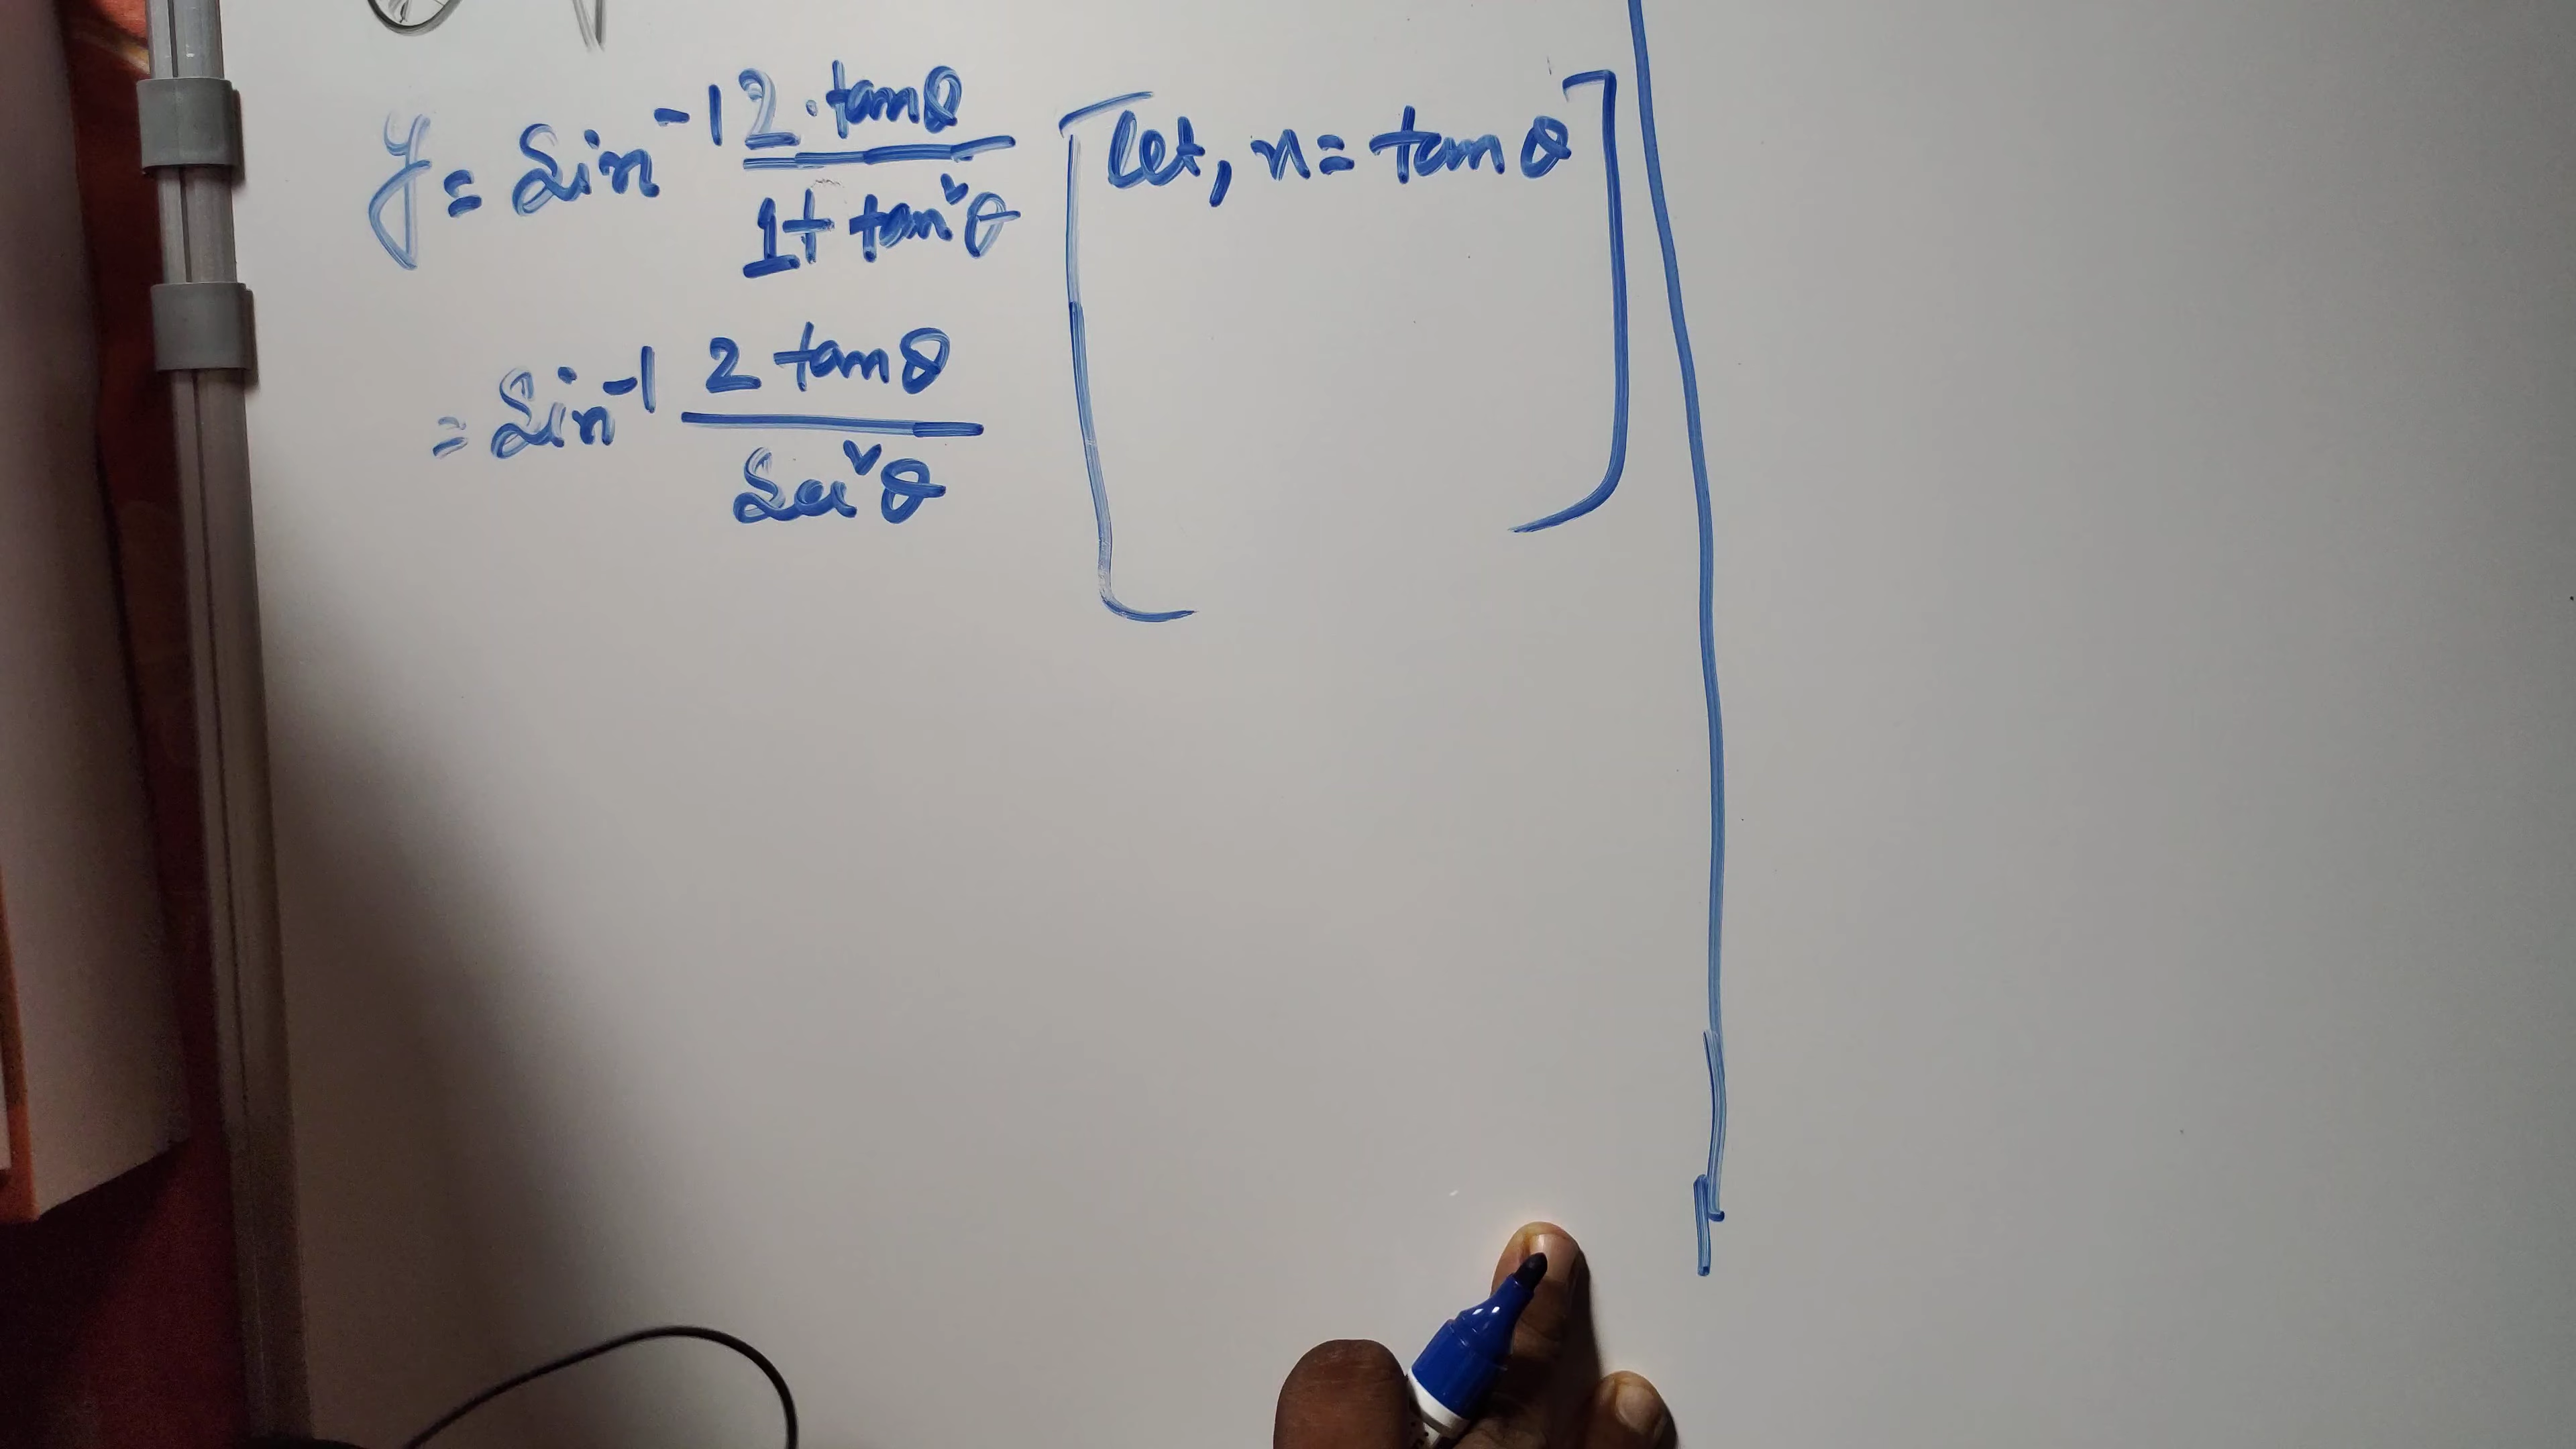 y = sin⁻¹ 2·tanθ / 1+tan²θ [let, x = tanθ]
= sin⁻¹ 2 tanθ / sec²θ